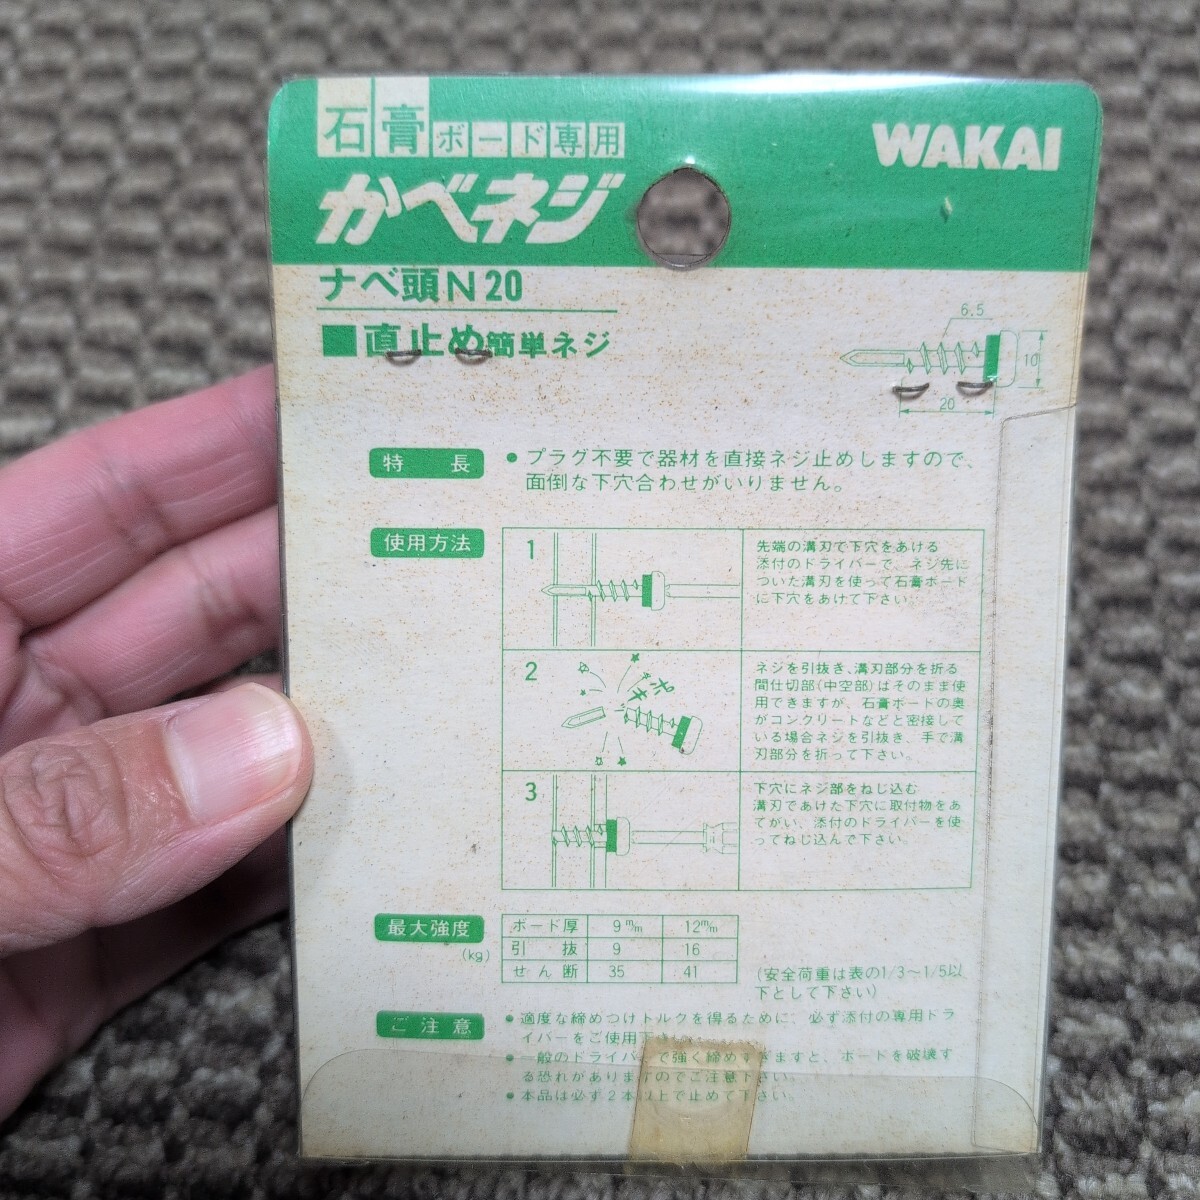 石膏ボード専用
WAKAI
かべネジ
ナベ頭N20
■直止め簡単ネジ
6.5
10
20
特長
●プラグ不要で器材を直接ネジ止めしますので、
面倒な下穴合わせがいりません。
使用方法
1
先端の溝刃で下穴をあける
添付のドライバーで、ネジ先に
ついた溝刃を使って石膏ボード
に下穴をあけて下さい。
2
ポキ
ネジを引抜き、溝刃部分を折る
間仕切部(中空部)はそのまま使
用できますが、石膏ボードの奥
がコンクリートなどと密接して
いる場合ネジを引抜き、手で溝
刃部分を折って下さい。
3
下穴にネジ部をねじ込む
溝刃であけた下穴に取付物をあ
てがい、添付のドライバーを使
ってねじ込んで下さい。
最大強度
(kg)
ボード厚 9m/m 12m/m
引抜 9 16
せん断 35 41
(安全荷重は表の1/3〜1/5以
下として下さい)
ご注意
●適度な締めつけトルクを得るために、必ず添付の専用ドラ
イバーをご使用下さい。
●一般のドライバーで強く締めすぎますと、ボードを破壊す
る恐れがありますのでご注意下さい。
●本品は必ず2本以上で止めて下さい。